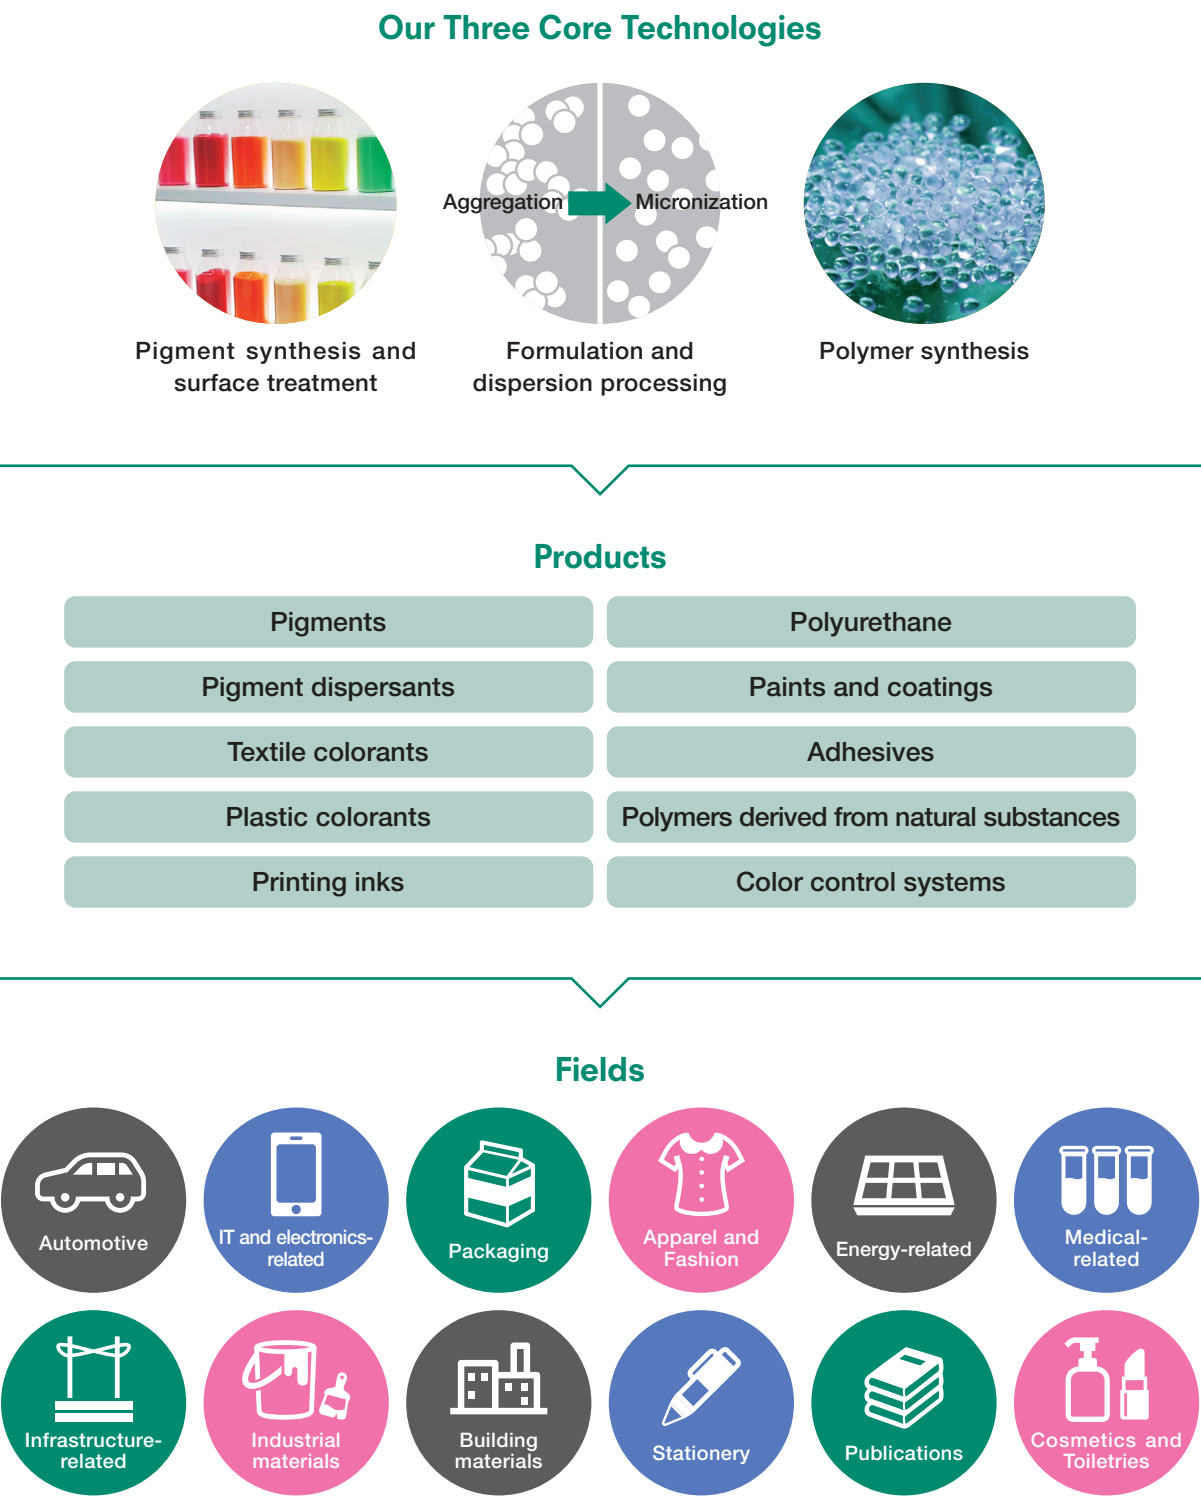 Our Three Core Technologies
Aggregation
Micronization
Pigment synthesis and
surface treatment
Formulation and
dispersion processing
Polymer synthesis
Products
Pigments
Polyurethane
Pigment dispersants
Paints and coatings
Textile colorants
Adhesives
Plastic colorants
Polymers derived from natural substances
Printing inks
Color control systems
Fields
Automotive
IT and electronics-
related
Packaging
Apparel and
Fashion
Energy-related
Medical-
related
Infrastructure-
related
Industrial
materials
Building
materials
Stationery
Publications
Cosmetics and
Toiletries